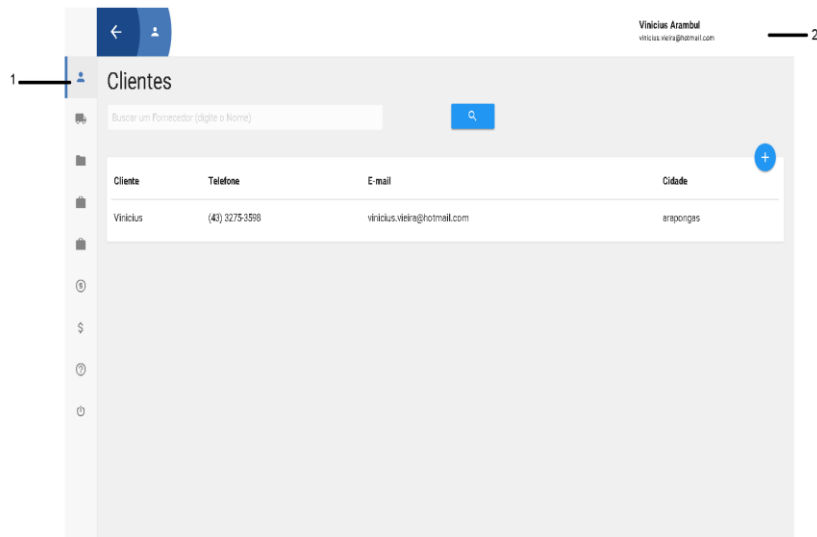 Vinicius Arambul
vinicius.vieira@hotmail.com
2
1
Clientes
Buscar um Fornecedor (digite o Nome)
Cliente Telefone E-mail Cidade
Vinicius (43) 3275-3598 vinicius.vieira@hotmail.com arapongas